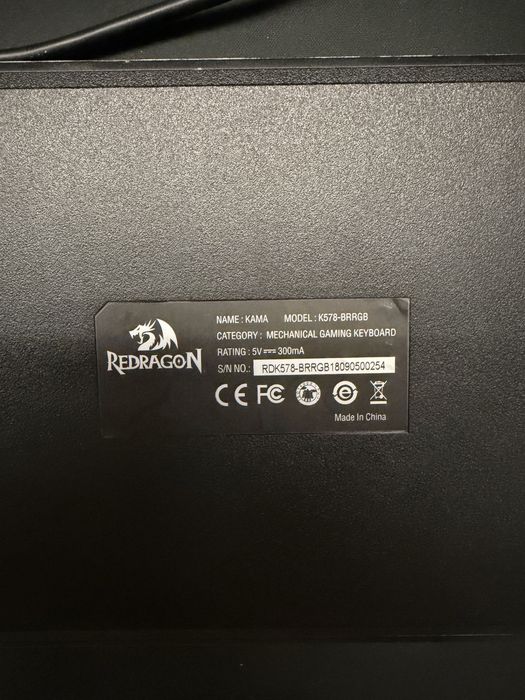 REDRAGON
NAME : KAMA MODEL : K578-BRRGB
CATEGORY : MECHANICAL GAMING KEYBOARD
RATING : 5V⎓300mA
S/N NO.: RDK578-BRRGB18090500254
CE FC
Made In China